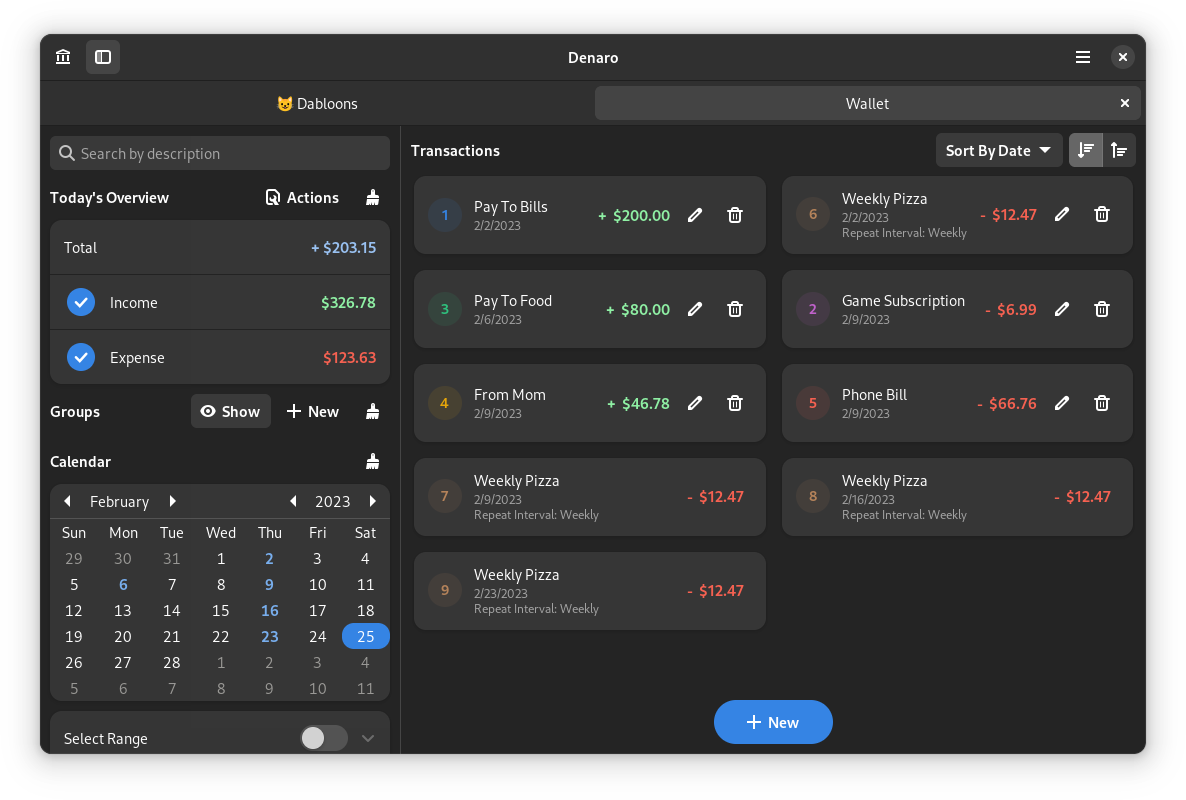 Denaro
😺 Dabloons
Wallet
Search by description
Today's Overview
Actions
Total
+ $203.15
Income
$326.78
Expense
$123.63
Groups
Show
New
Calendar
February
2023
Sun Mon Tue Wed Thu Fri Sat
29 30 31 1 2 3 4
5 6 7 8 9 10 11
12 13 14 15 16 17 18
19 20 21 22 23 24 25
26 27 28 1 2 3 4
5 6 7 8 9 10 11
Select Range
Transactions
Sort By Date
1
Pay To Bills
2/2/2023
+ $200.00
6
Weekly Pizza
2/2/2023
Repeat Interval: Weekly
- $12.47
3
Pay To Food
2/6/2023
+ $80.00
2
Game Subscription
2/9/2023
- $6.99
4
From Mom
2/9/2023
+ $46.78
5
Phone Bill
2/9/2023
- $66.76
7
Weekly Pizza
2/9/2023
Repeat Interval: Weekly
- $12.47
8
Weekly Pizza
2/16/2023
Repeat Interval: Weekly
- $12.47
9
Weekly Pizza
2/23/2023
Repeat Interval: Weekly
- $12.47
New